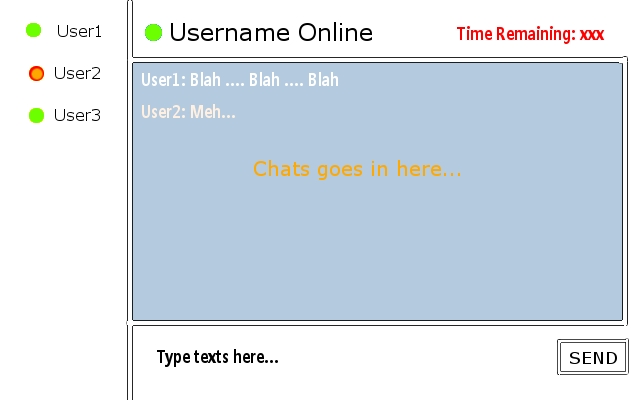 User1
User2
User3
Username Online
Time Remaining: xxx
User1: Blah .... Blah .... Blah
User2: Meh...
Chats goes in here...
Type texts here...
SEND